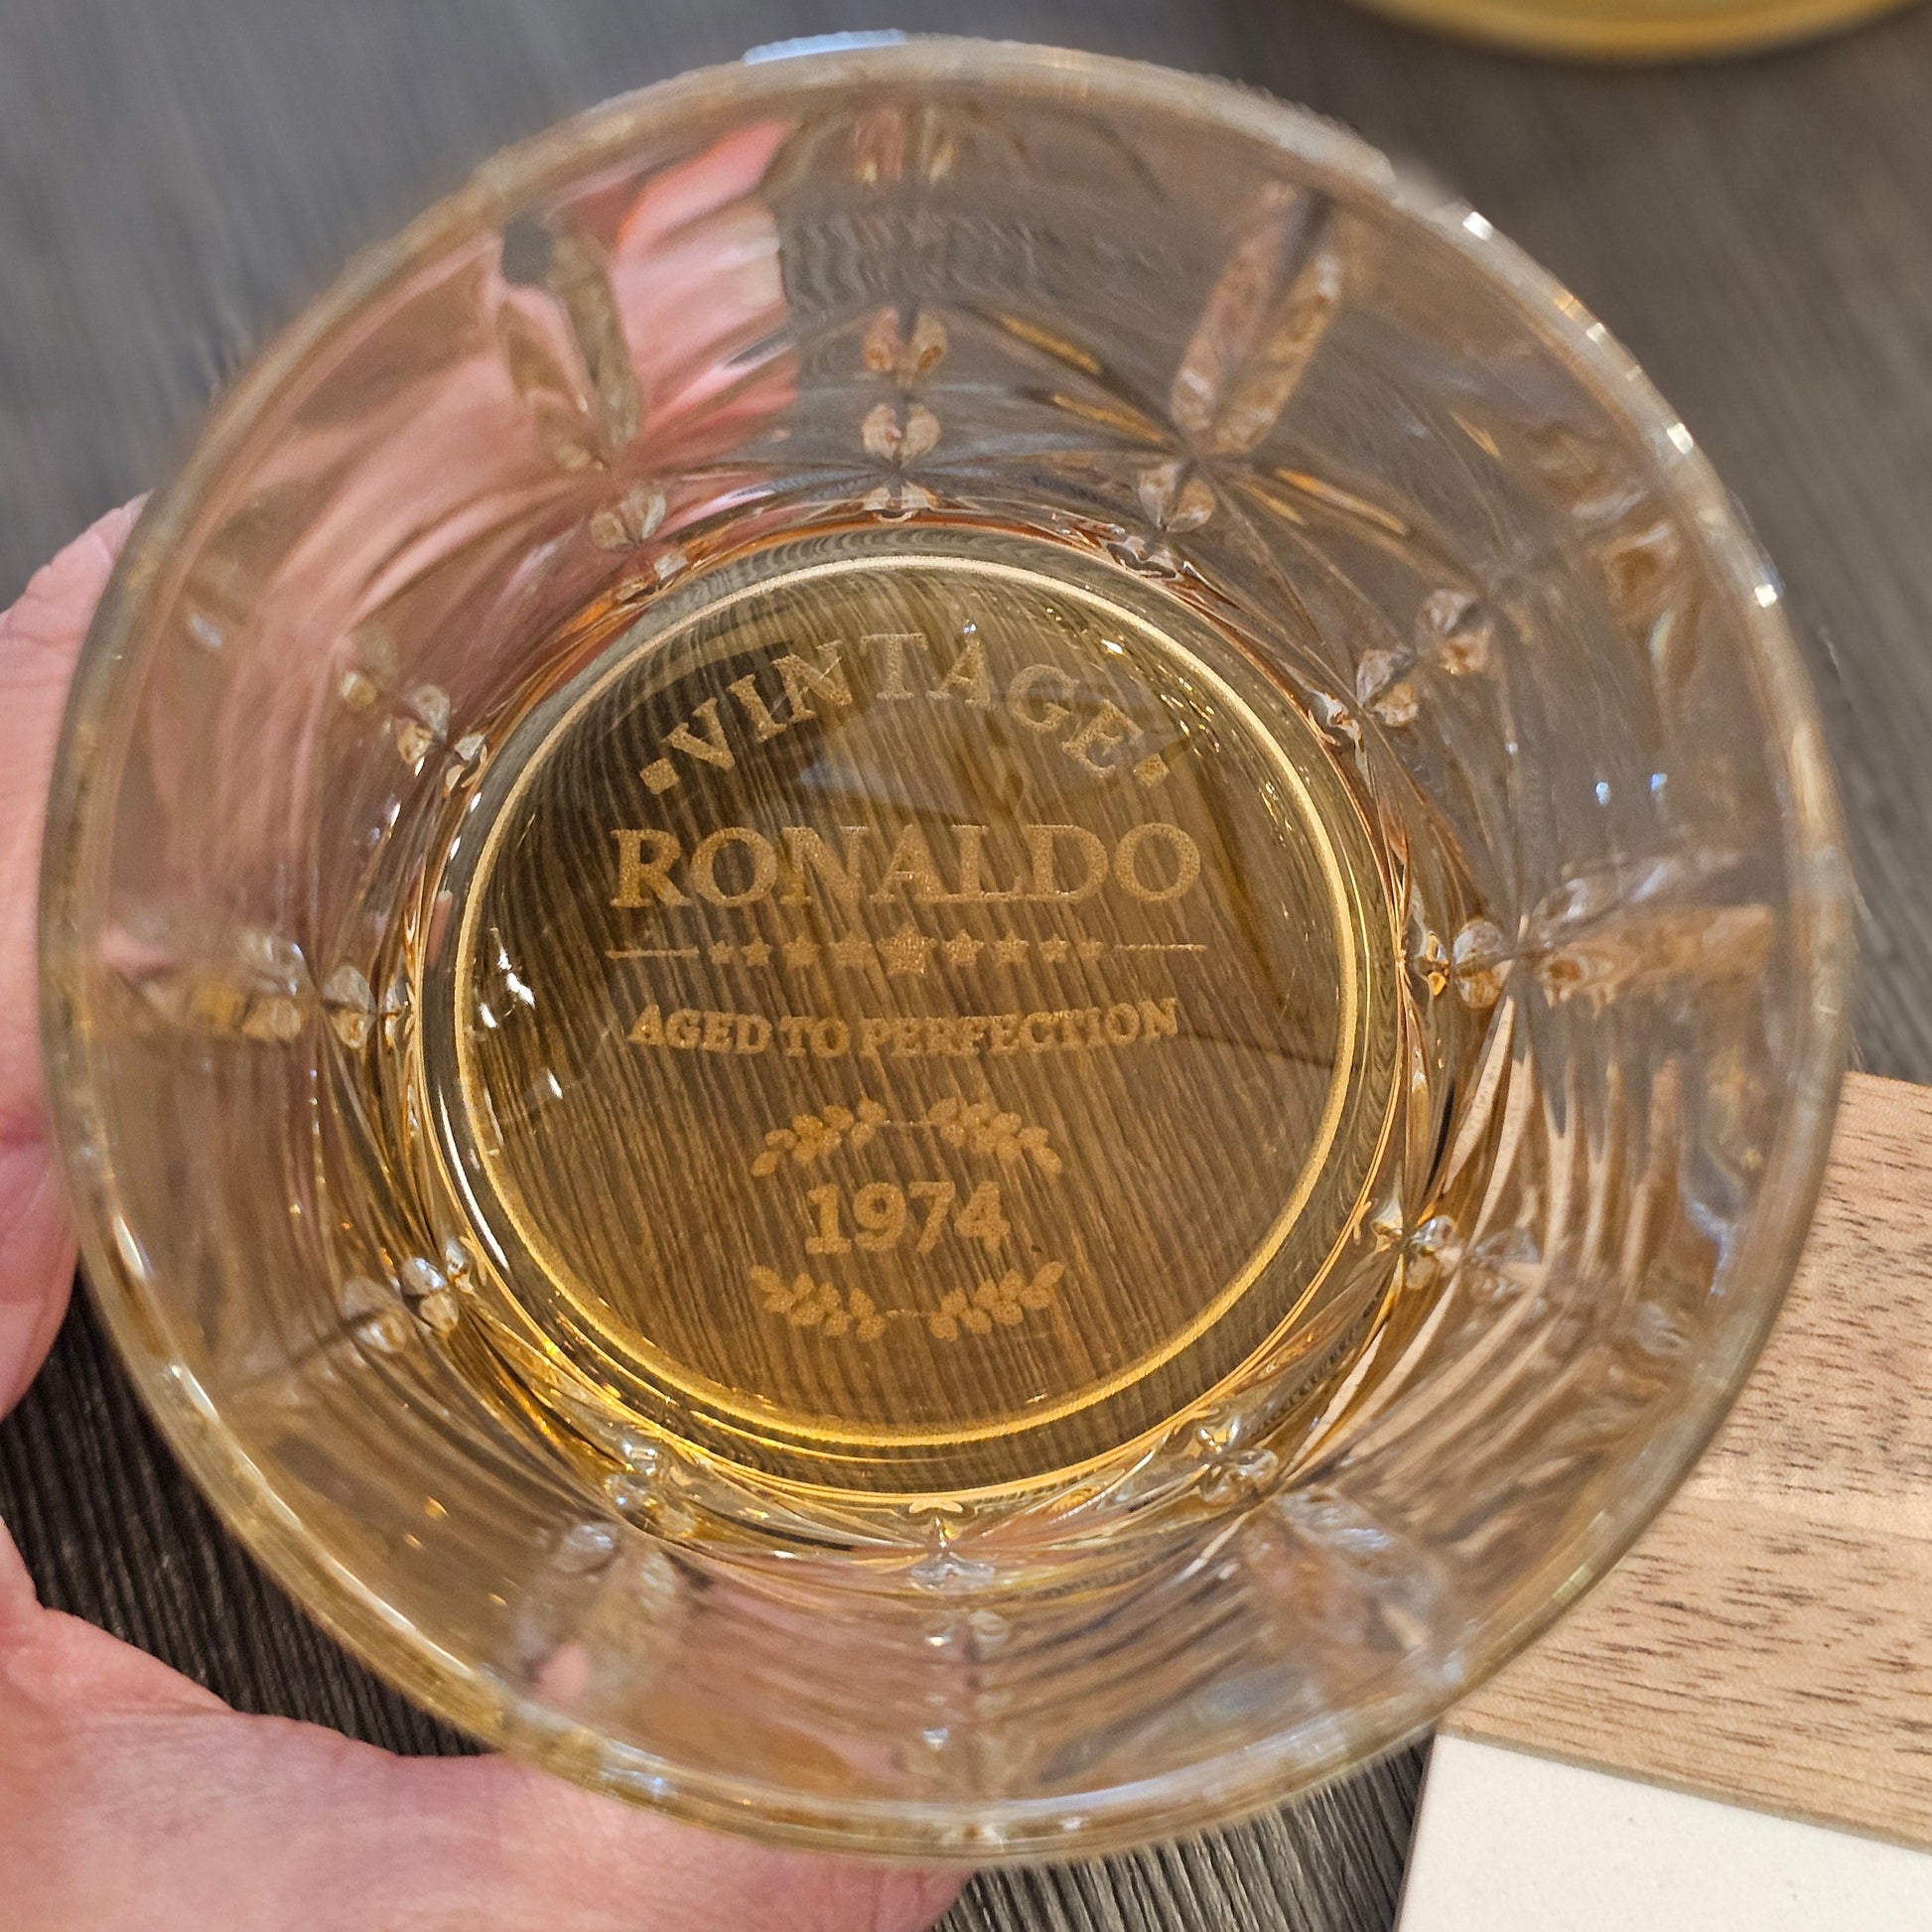 VINTAGE
RONALDO
AGED TO PERFECTION
1974